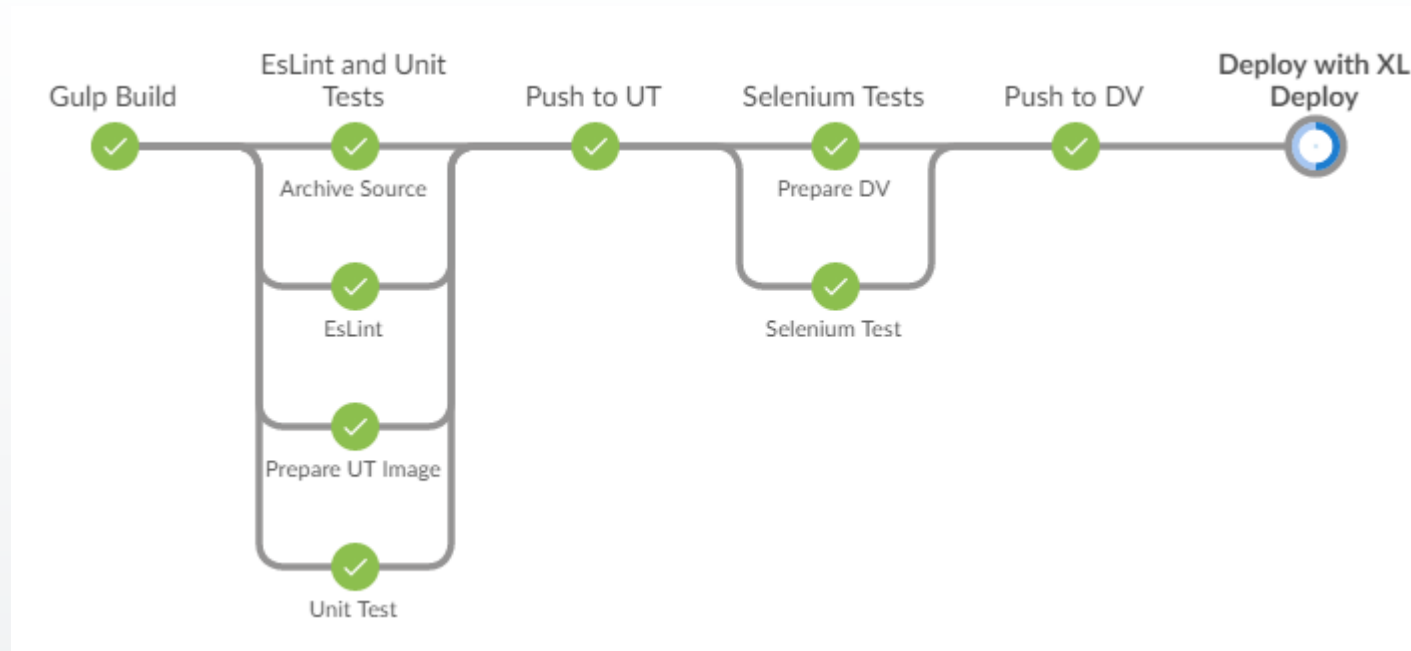 Gulp Build
EsLint and Unit
Tests
Push to UT
Selenium Tests
Push to DV
Deploy with XL
Deploy
Archive Source
Prepare DV
EsLint
Selenium Test
Prepare UT Image
Unit Test